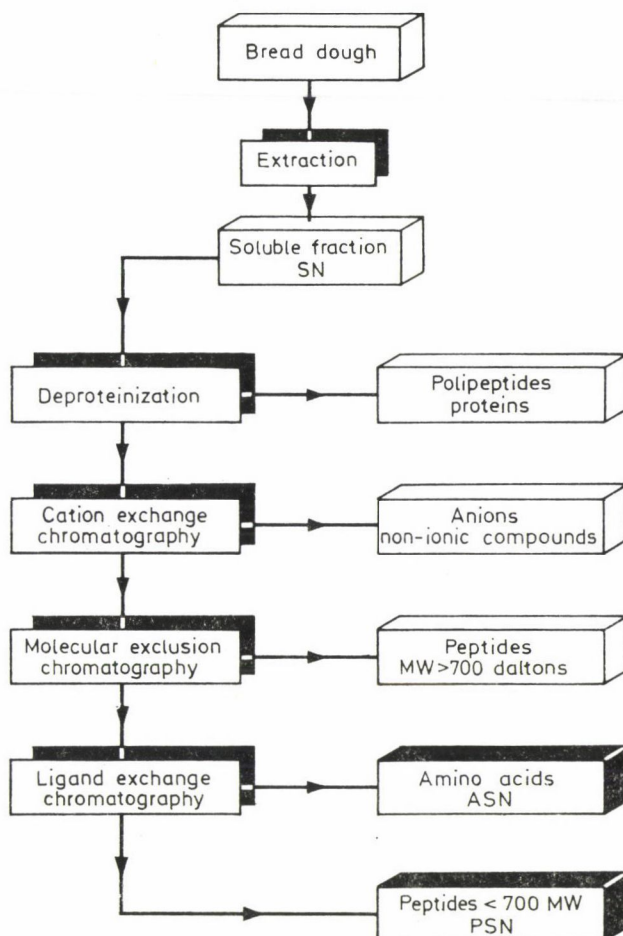 Bread dough
Extraction
Soluble fraction
SN
Deproteinization
Polipeptides
proteins
Cation exchange
chromatography
Anions
non-ionic compounds
Molecular exclusion
chromatography
Peptides
MW>700 daltons
Ligand exchange
chromatography
Amino acids
ASN
Peptides < 700 MW
PSN